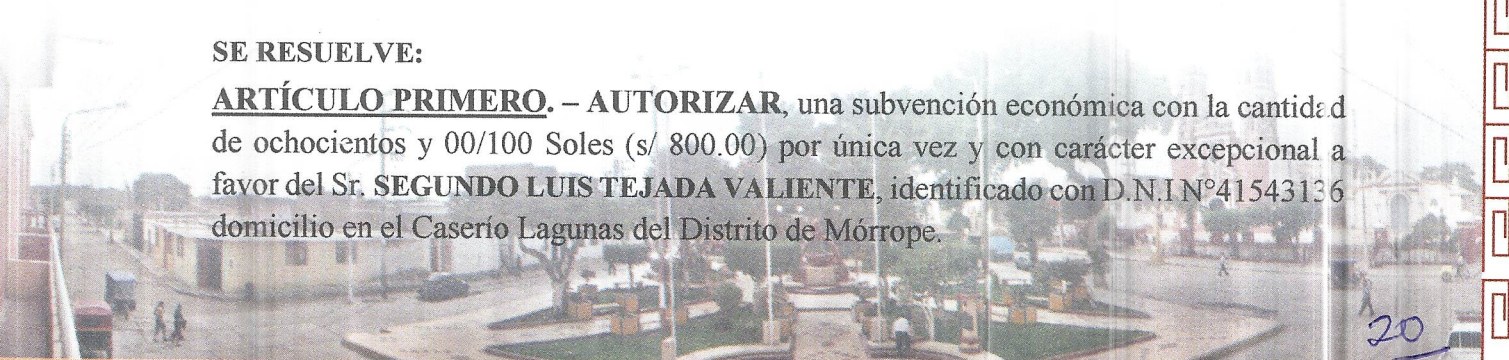 SE RESUELVE:
ARTÍCULO PRIMERO. – AUTORIZAR, una subvención económica con la cantidad
de ochocientos y 00/100 Soles (s/ 800.00) por única vez y con carácter excepcional a
favor del Sr. SEGUNDO LUIS TEJADA VALIENTE, identificado con D.N.I N°41543136
domicilio en el Caserío Lagunas del Distrito de Mórrope.
20